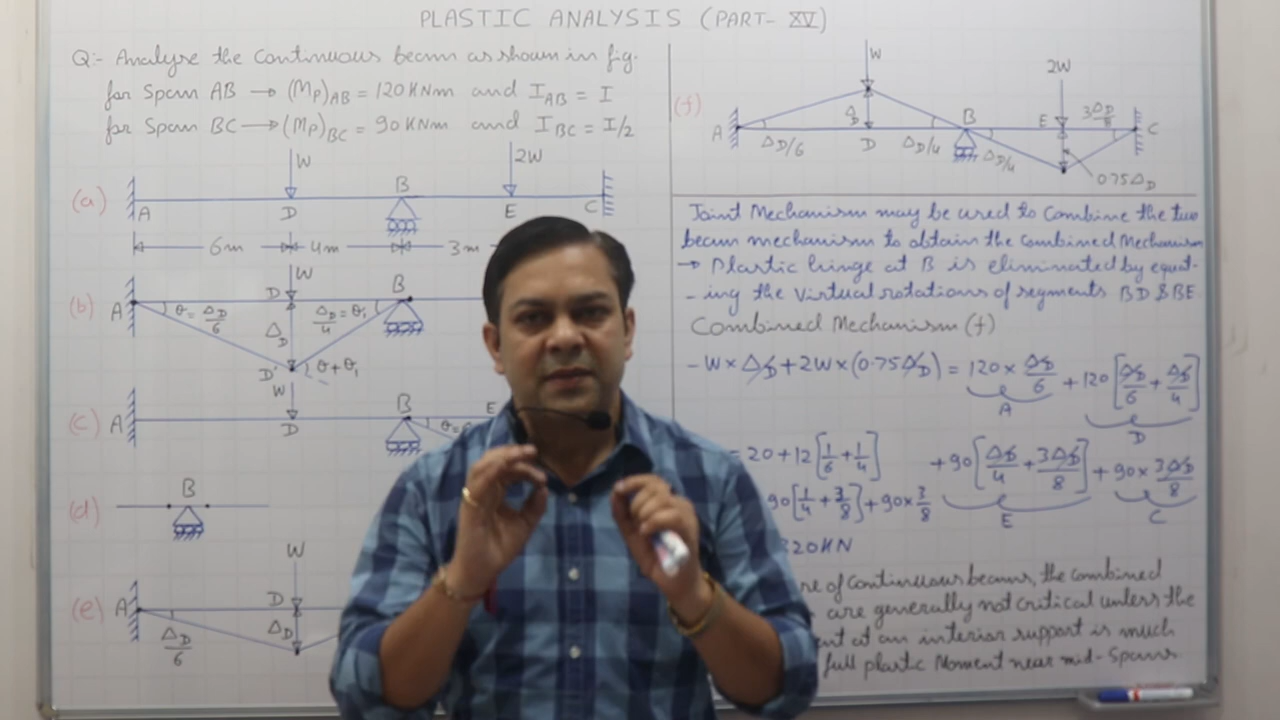 PLASTIC ANALYSIS (PART- XV)
Q:- Analyse the Continuous beam as shown in fig.
for Span AB → (Mp)AB = 120 KNm and IAB = I
for Span BC → (Mp)BC = 90 KNm and IBC = I/2
(a) W 2W
A D B E C
6m 4m 3m
(b) W
A D B
θ = ΔD/6 ΔD ΔD/4 = θ1
D' θ+θ1
(c) W
A D B E
θ=
(d) B
(e) W
A D
ΔD/6 ΔD
(f) W 2W
A ΔD/6 ΔD D ΔD/4 B ΔD/4 E 3ΔD/8 C
0.75ΔD
Joint Mechanism may be used to Combine the two
beam mechanism to obtain the Combined Mechanism
→ Plastic hinge at B is eliminated by equat-
- ing the virtual rotations of segments BD & BE
Combined Mechanism (f)
-W × ΔD + 2W × (0.75ΔD) = 120 × ΔD/6 + 120 [ΔD/6 + ΔD/4]
A D
= 20+12[1/6 + 1/4] + 90[ΔD/4 + 3ΔD/8] + 90 × 3ΔD/8
E C
90[1/4 + 3/8] + 90×3/8
320KN
re of Continuous beams, the combined
are generally not critical unless the
ent at an interior support is much
full plastic Moment near mid-Spans.